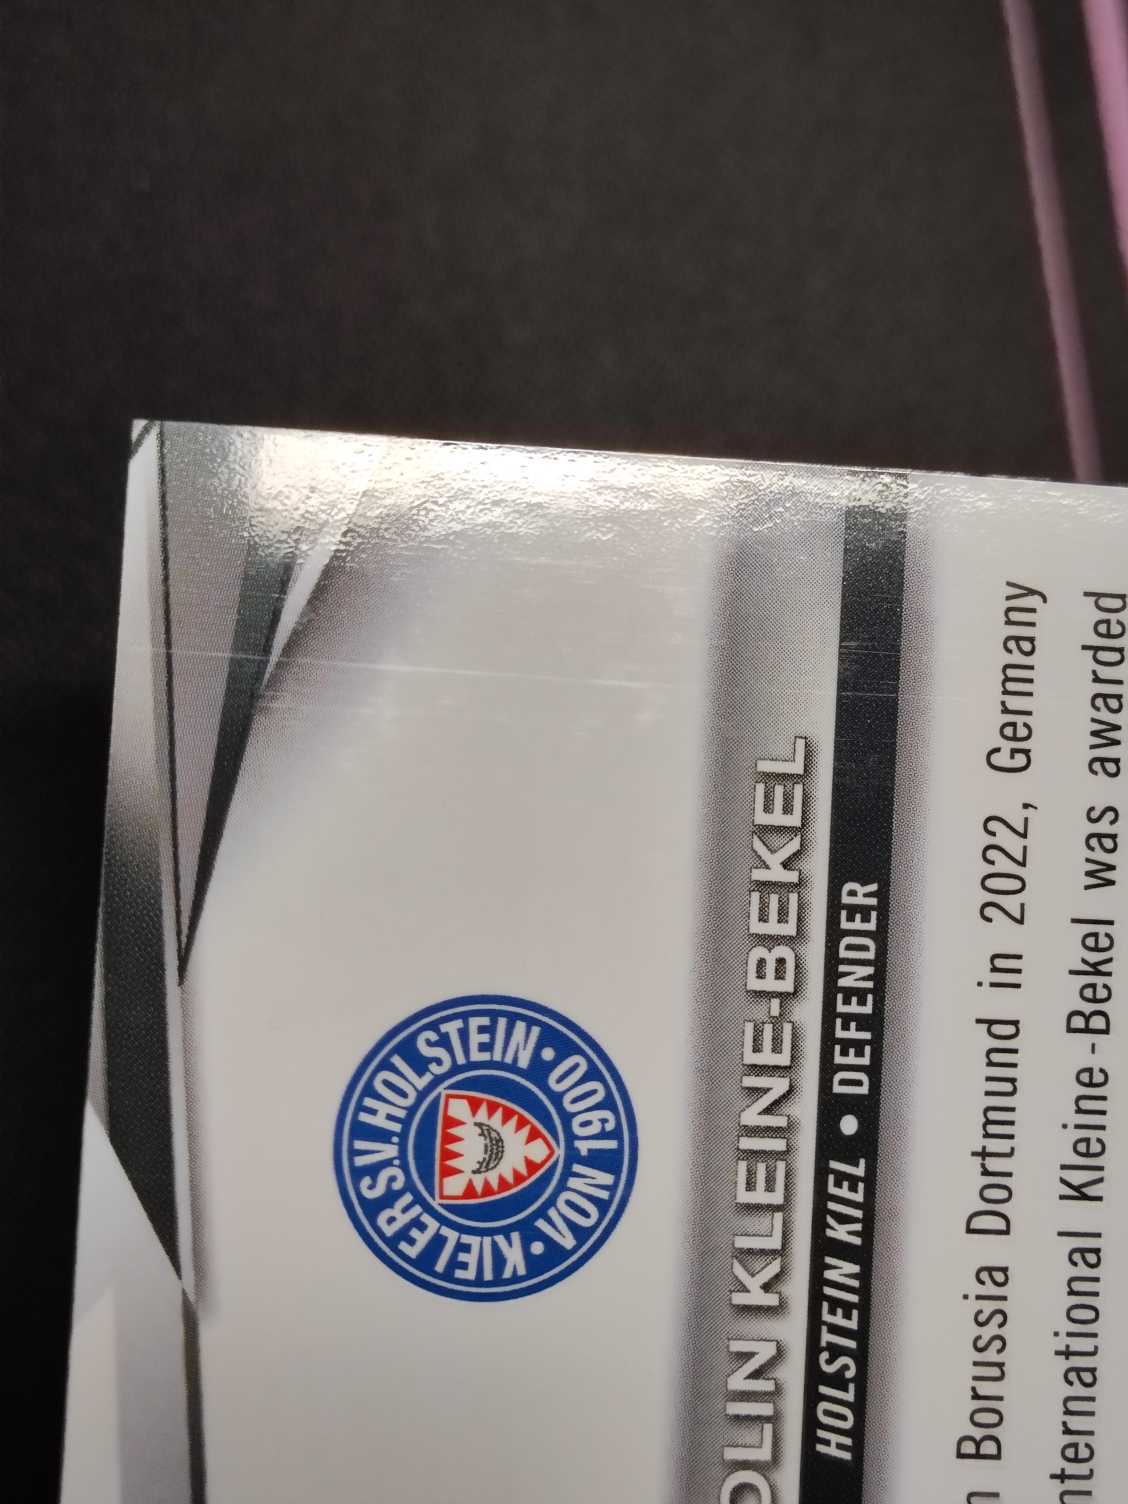 KIELER S.V. HOLSTEIN • VON 1900 •
OLIN KLEINE-BEKEL
HOLSTEIN KIEL • DEFENDER
Borussia Dortmund in 2022, Germany
nternational Kleine-Bekel was awarded